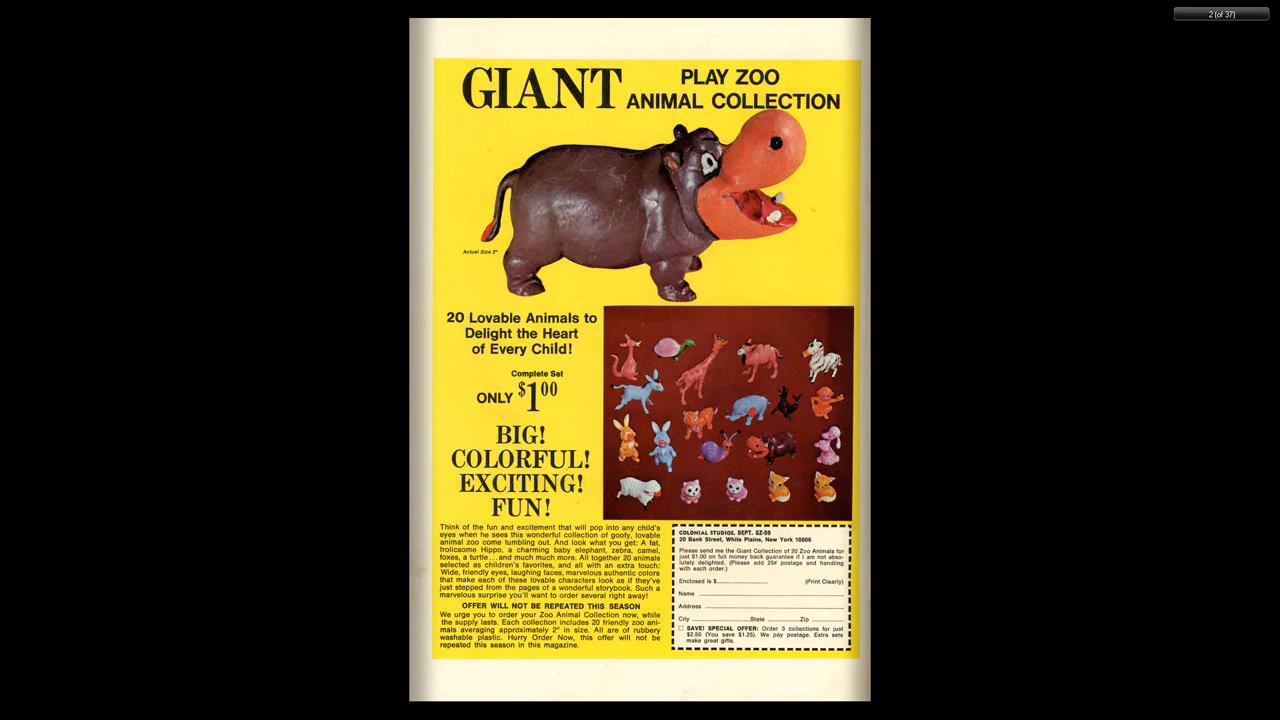 2 (of 37)
GIANT PLAY ZOO
ANIMAL COLLECTION
Actual Size 2"
20 Lovable Animals to
Delight the Heart
of Every Child!
Complete Set
ONLY $1.00
BIG!
COLORFUL!
EXCITING!
FUN!
Think of the fun and excitement that will pop into any child's
eyes when he sees this wonderful collection of goofy, lovable
animal zoo come tumbling out. And look what you get: A fat,
frolicsome Hippo, a charming baby elephant, zebra, camel,
foxes, a turtle...and much much more. All together 20 animals
selected as children's favorites, and all with an extra touch:
Wide, friendly eyes, laughing faces, marvelous authentic colors
that make each of these lovable characters look as if they've
just stepped from the pages of a wonderful storybook. Such a
marvelous surprise you'll want to order several right away!
OFFER WILL NOT BE REPEATED THIS SEASON
We urge you to order your Zoo Animal Collection now, while
the supply lasts. Each collection includes 20 friendly zoo ani-
mals averaging approximately 2" in size. All are of rubbery
washable plastic. Hurry Order Now, this offer will not be
repeated this season in this magazine.
COLONIAL STUDIOS, DEPT. GZ-59
20 Bank Street, White Plains, New York 10606
Please send me the Giant Collection of 20 Zoo Animals for
just $1.00 on full money back guarantee if I am not abso-
lutely delighted. (Please add 25¢ postage and handling
with each order.)
Enclosed is $ (Print Clearly)
Name
Address
City State Zip
SAVE! SPECIAL OFFER: Order 3 collections for just
$2.50 (You save $1.25). We pay postage. Extra sets
make great gifts.